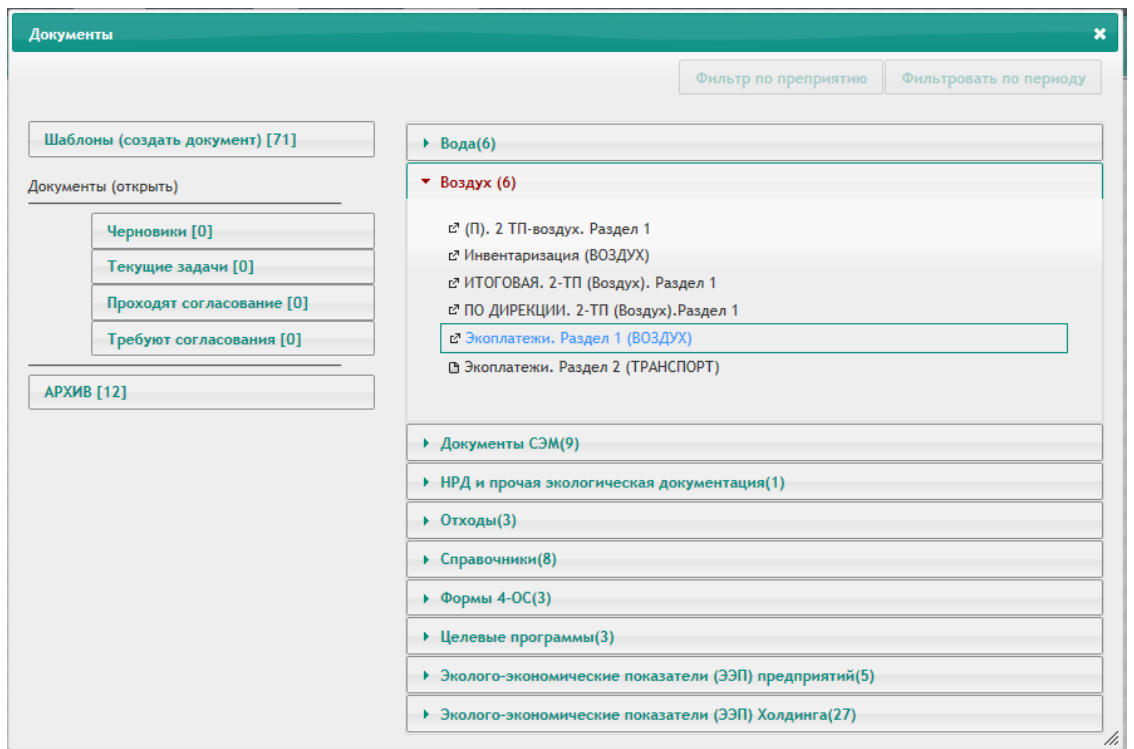 Документы
Фильтр по преприятию
Фильтровать по периоду
Шаблоны (создать документ) [71]
Документы (открыть)
Черновики [0]
Текущие задачи [0]
Проходят согласование [0]
Требуют согласования [0]
АРХИВ [12]
Вода(6)
Воздух (6)
(П). 2 ТП-воздух. Раздел 1
Инвентаризация (ВОЗДУХ)
ИТОГОВАЯ. 2-ТП (Воздух). Раздел 1
ПО ДИРЕКЦИИ. 2-ТП (Воздух).Раздел 1
Экоплатежи. Раздел 1 (ВОЗДУХ)
Экоплатежи. Раздел 2 (ТРАНСПОРТ)
Документы СЭМ(9)
НРД и прочая экологическая документация(1)
Отходы(3)
Справочники(8)
Формы 4-ОС(3)
Целевые программы(3)
Эколого-экономические показатели (ЭЭП) предприятий(5)
Эколого-экономические показатели (ЭЭП) Холдинга(27)